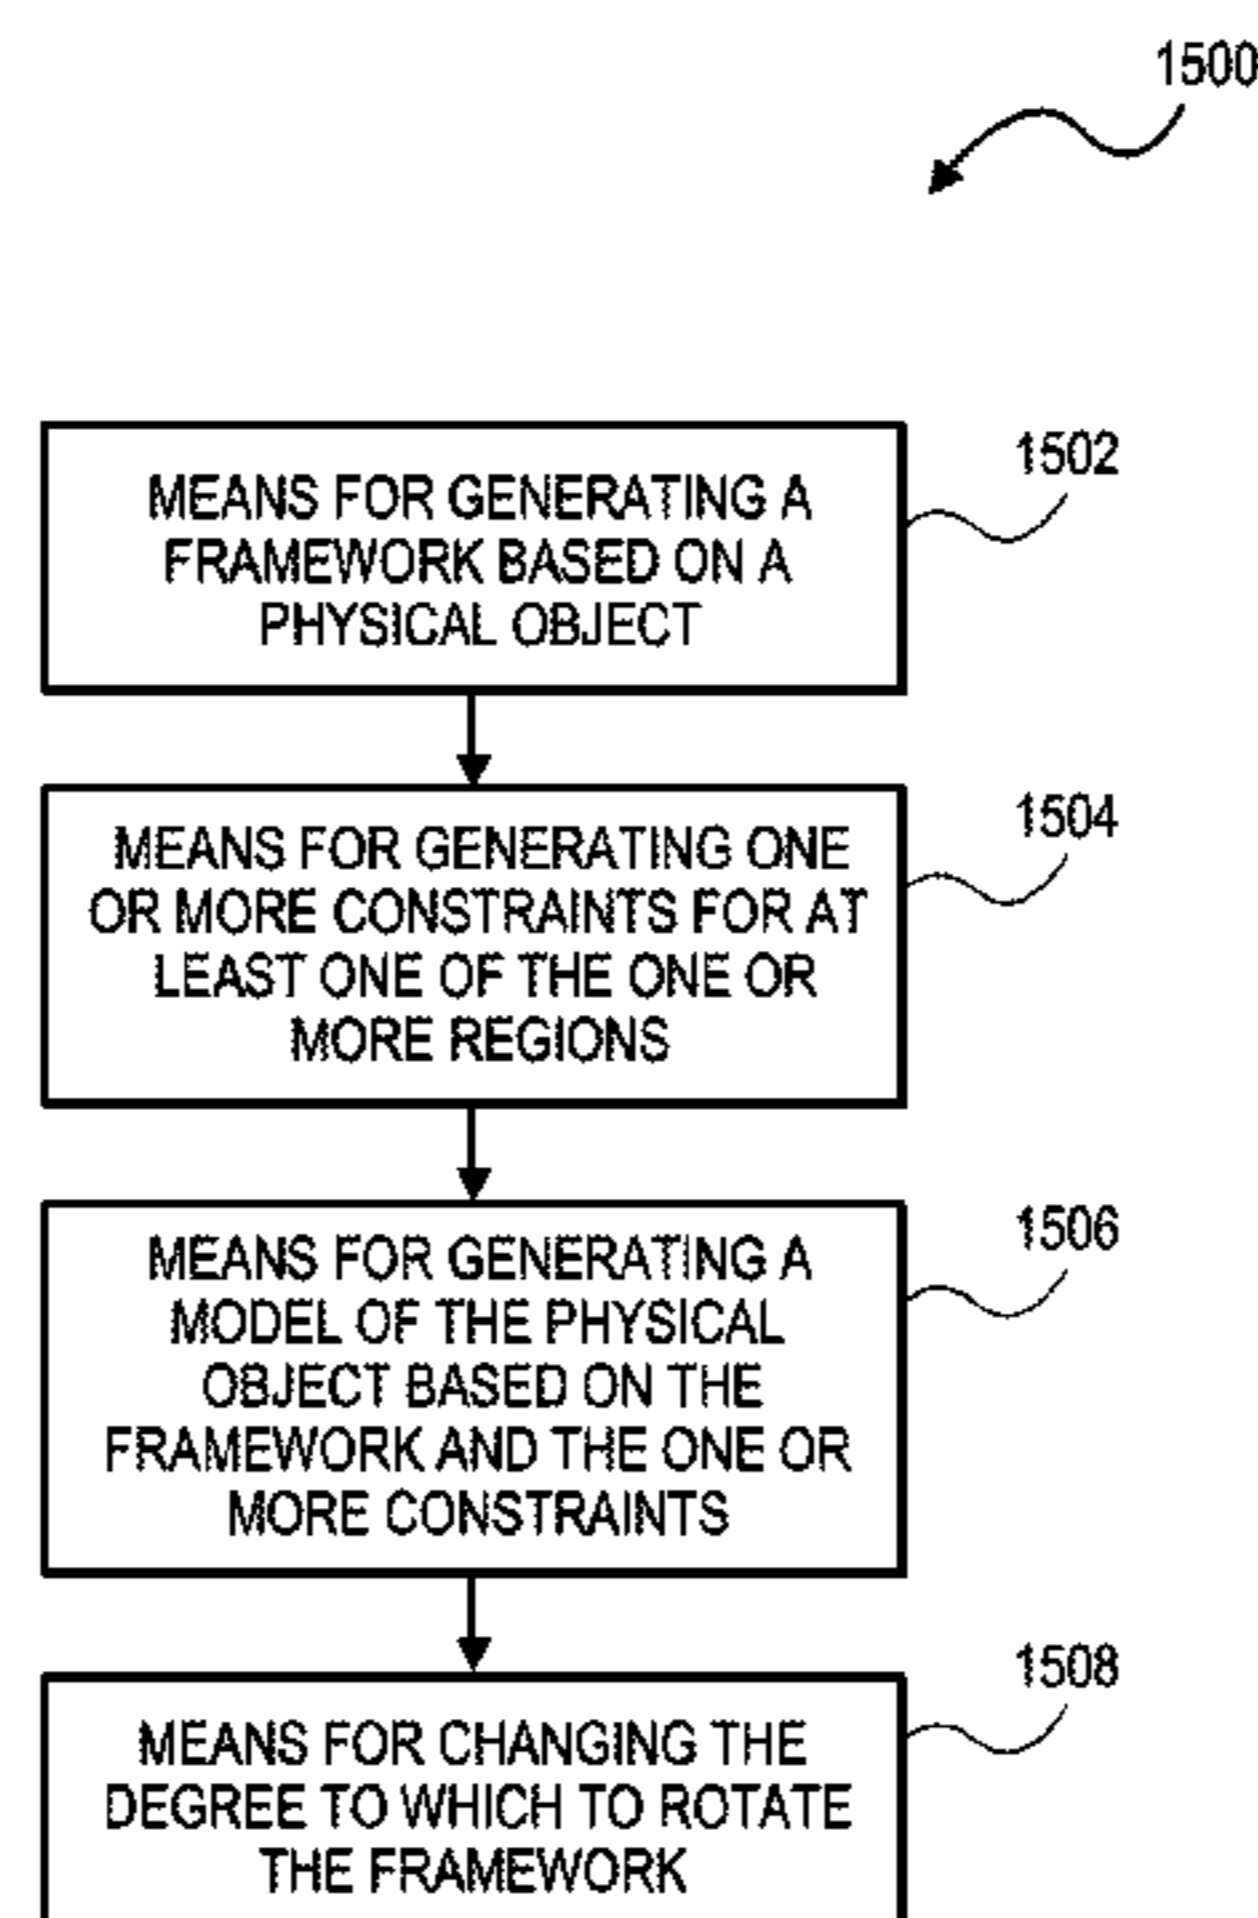 1500
1502
MEANS FOR GENERATING A
FRAMEWORK BASED ON A
PHYSICAL OBJECT
1504
MEANS FOR GENERATING ONE
OR MORE CONSTRAINTS FOR AT
LEAST ONE OF THE ONE OR
MORE REGIONS
1506
MEANS FOR GENERATING A
MODEL OF THE PHYSICAL
OBJECT BASED ON THE
FRAMEWORK AND THE ONE OR
MORE CONSTRAINTS
1508
MEANS FOR CHANGING THE
DEGREE TO WHICH TO ROTATE
THE FRAMEWORK